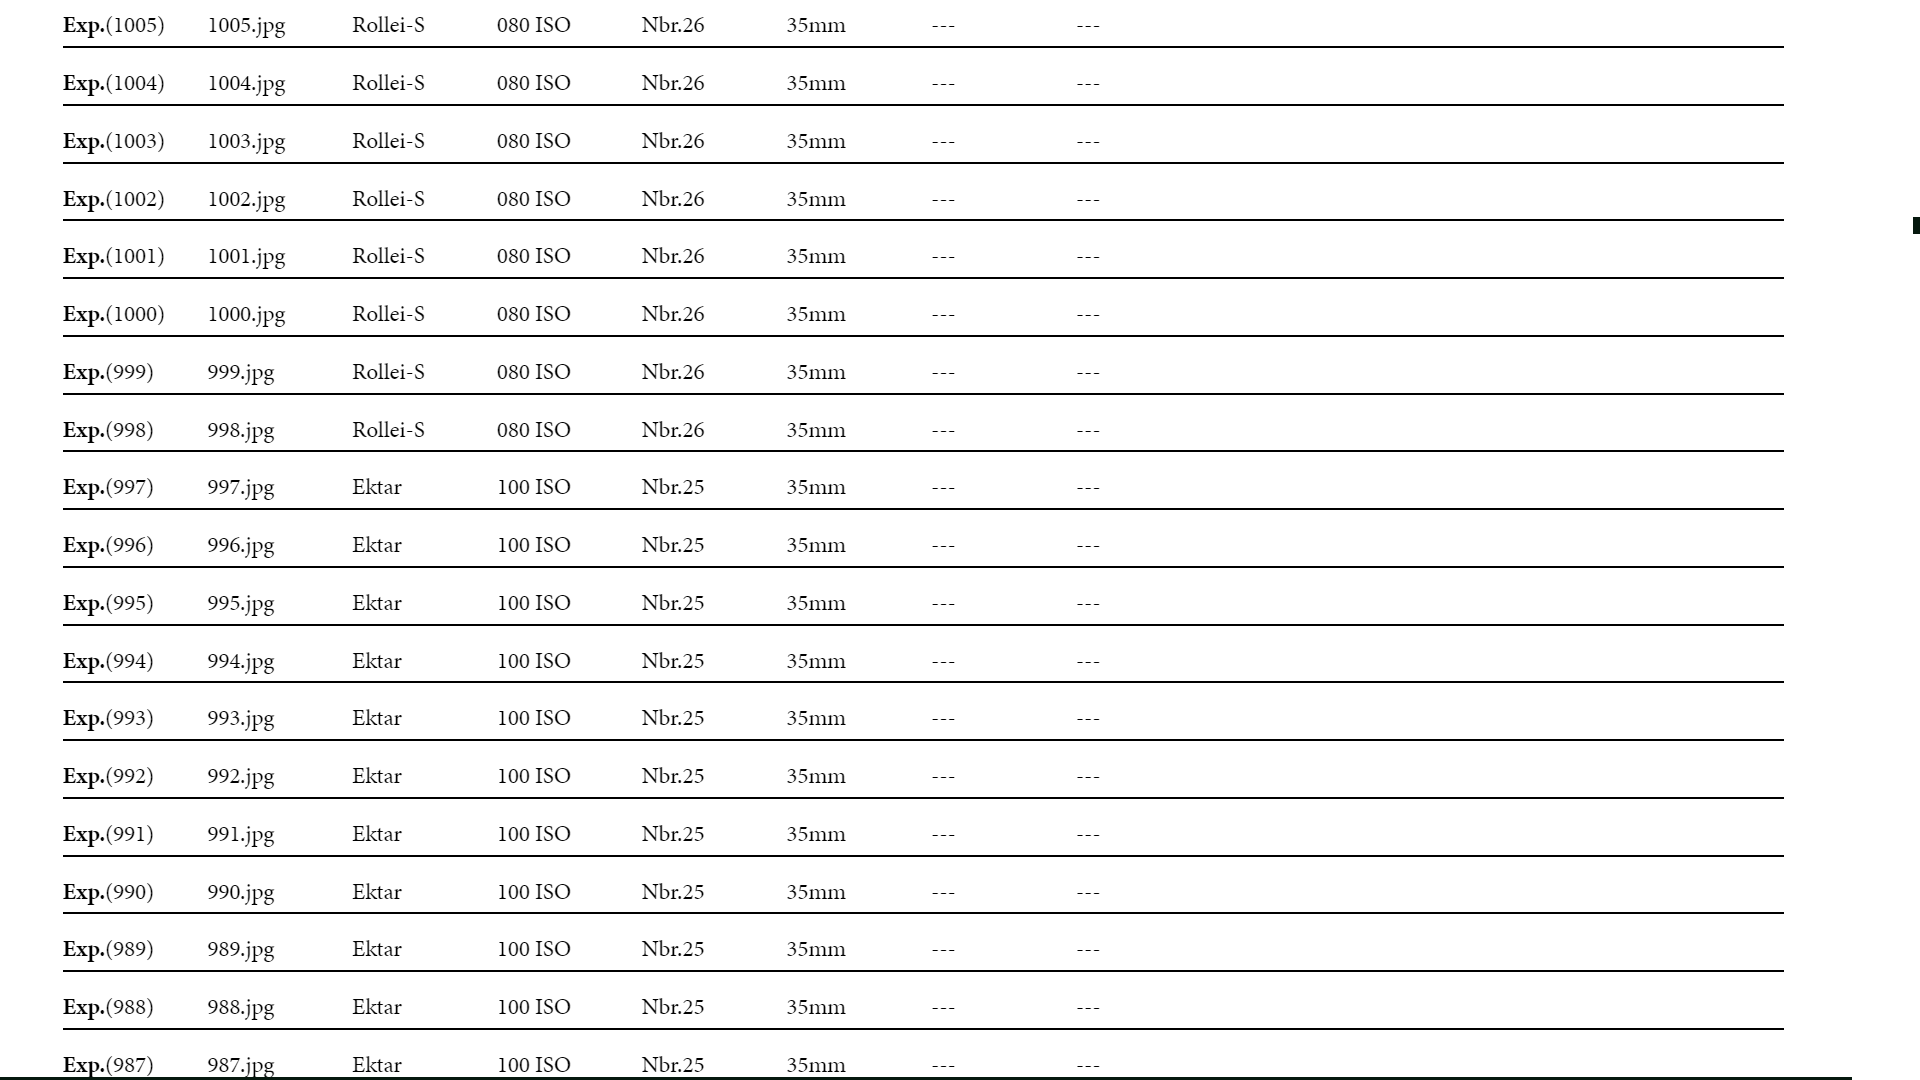 Exp.(1005) 1005.jpg Rollei-S 080 ISO Nbr.26 35mm --- ---
Exp.(1004) 1004.jpg Rollei-S 080 ISO Nbr.26 35mm --- ---
Exp.(1003) 1003.jpg Rollei-S 080 ISO Nbr.26 35mm --- ---
Exp.(1002) 1002.jpg Rollei-S 080 ISO Nbr.26 35mm --- ---
Exp.(1001) 1001.jpg Rollei-S 080 ISO Nbr.26 35mm --- ---
Exp.(1000) 1000.jpg Rollei-S 080 ISO Nbr.26 35mm --- ---
Exp.(999) 999.jpg Rollei-S 080 ISO Nbr.26 35mm --- ---
Exp.(998) 998.jpg Rollei-S 080 ISO Nbr.26 35mm --- ---
Exp.(997) 997.jpg Ektar 100 ISO Nbr.25 35mm --- ---
Exp.(996) 996.jpg Ektar 100 ISO Nbr.25 35mm --- ---
Exp.(995) 995.jpg Ektar 100 ISO Nbr.25 35mm --- ---
Exp.(994) 994.jpg Ektar 100 ISO Nbr.25 35mm --- ---
Exp.(993) 993.jpg Ektar 100 ISO Nbr.25 35mm --- ---
Exp.(992) 992.jpg Ektar 100 ISO Nbr.25 35mm --- ---
Exp.(991) 991.jpg Ektar 100 ISO Nbr.25 35mm --- ---
Exp.(990) 990.jpg Ektar 100 ISO Nbr.25 35mm --- ---
Exp.(989) 989.jpg Ektar 100 ISO Nbr.25 35mm --- ---
Exp.(988) 988.jpg Ektar 100 ISO Nbr.25 35mm --- ---
Exp.(987) 987.jpg Ektar 100 ISO Nbr.25 35mm --- ---